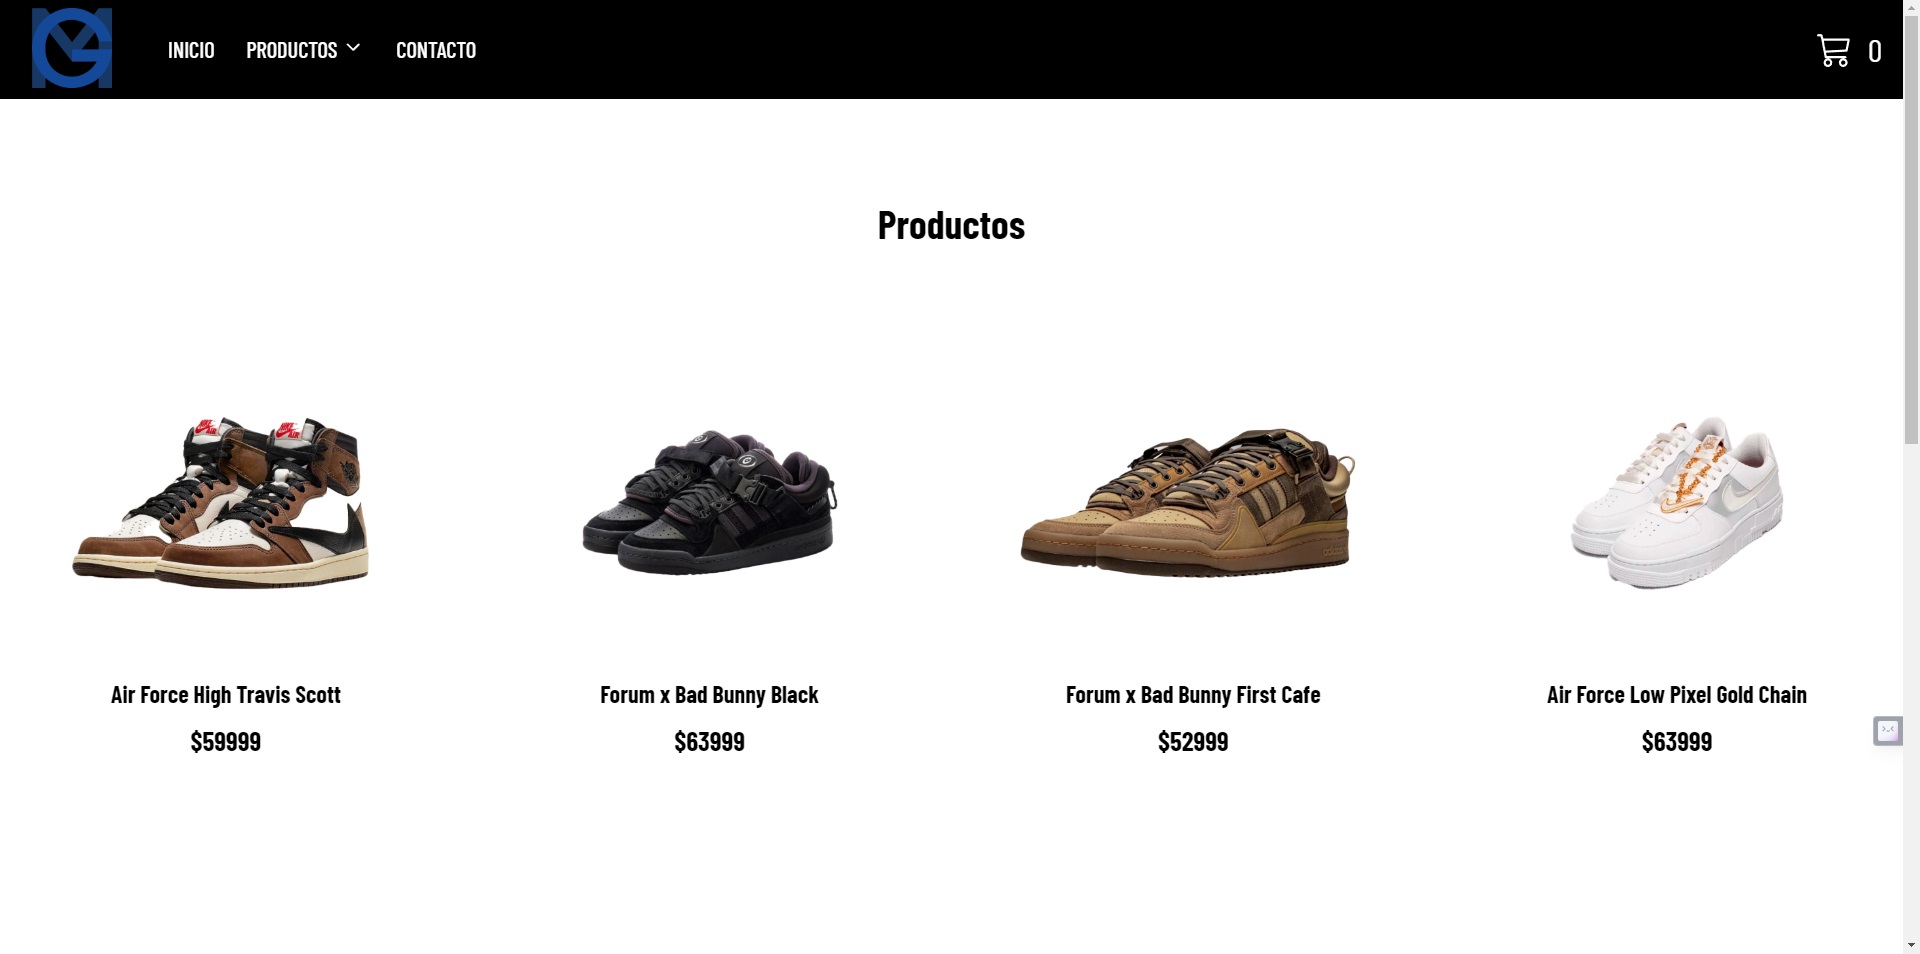 INICIO
PRODUCTOS
CONTACTO
0
Productos
Air Force High Travis Scott
Forum x Bad Bunny Black
Forum x Bad Bunny First Cafe
Air Force Low Pixel Gold Chain
$59999
$63999
$52999
$63999